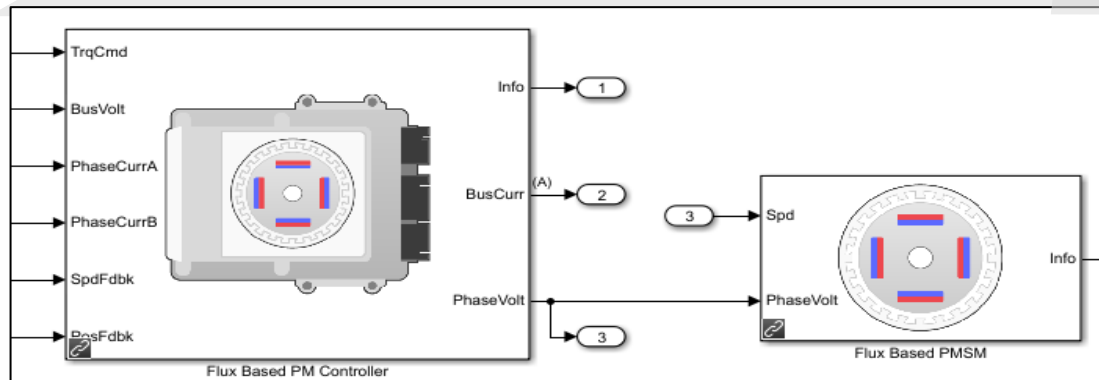 TrqCmd
BusVolt
PhaseCurrA
PhaseCurrB
SpdFdbk
PosFdbk
Info
1
BusCurr
(A)
2
PhaseVolt
3
Flux Based PM Controller
3
Spd
PhaseVolt
Info
Flux Based PMSM